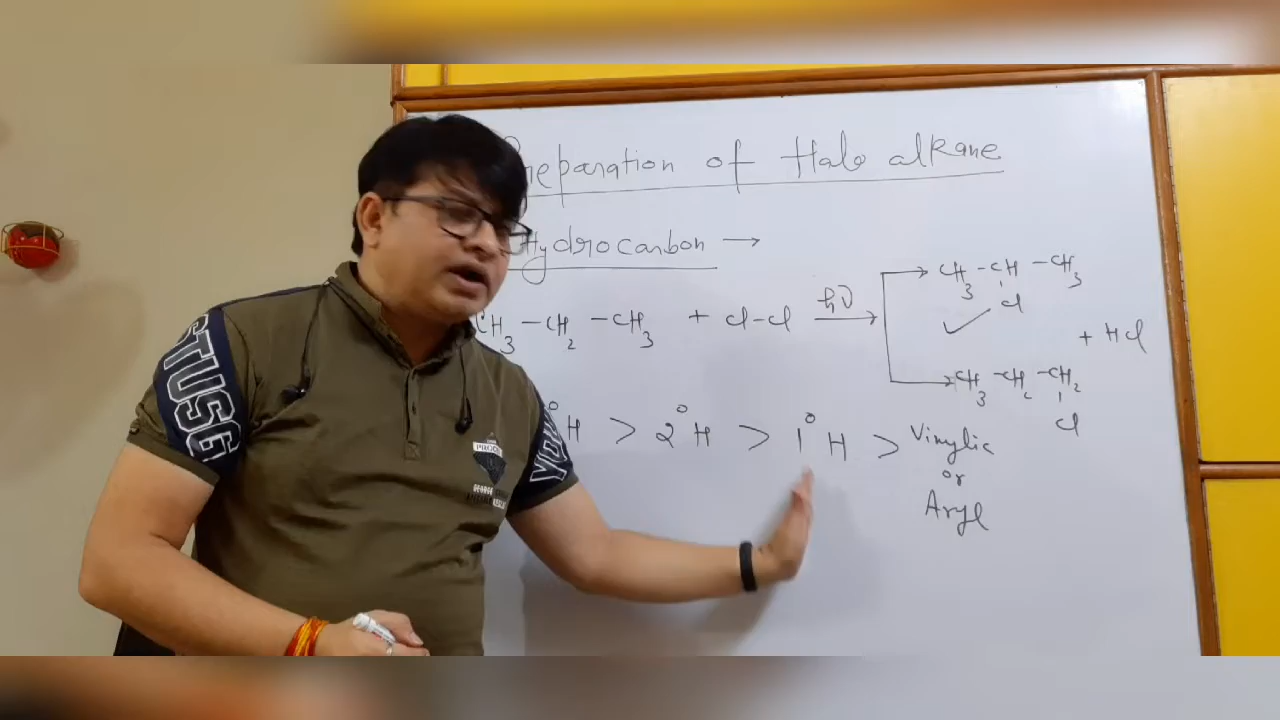 Preparation of Halo alkane
Hydrocarbon →
CH3 -CH2 -CH3 + Cl-Cl hν →
CH3 -CH -CH3
Cl
+ HCl
CH3 -CH2 -CH2
Cl
°H > 2°H > 1°H > Vinylic
or
Aryl
STUSG